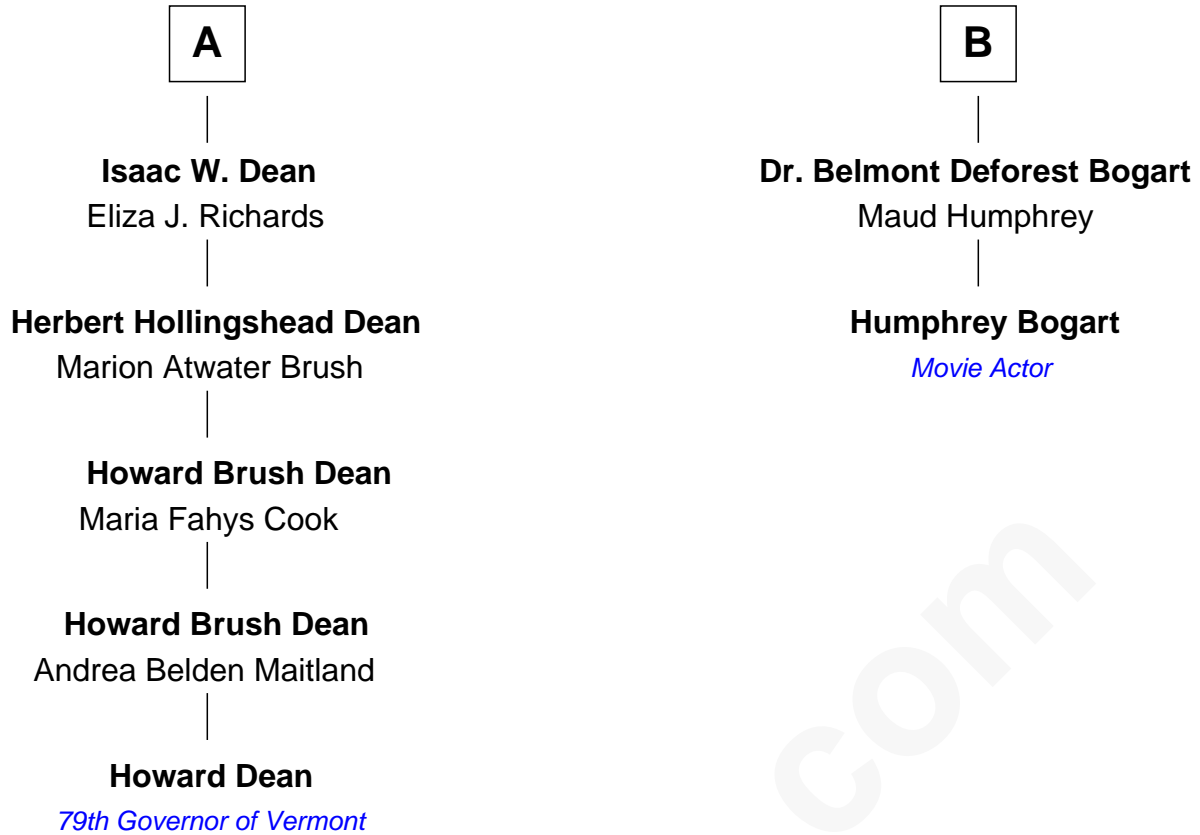 A
Isaac W. Dean
Eliza J. Richards
Herbert Hollingshead Dean
Marion Atwater Brush
Howard Brush Dean
Maria Fahys Cook
Howard Brush Dean
Andrea Belden Maitland
Howard Dean
79th Governor of Vermont
B
Dr. Belmont Deforest Bogart
Maud Humphrey
Humphrey Bogart
Movie Actor
com